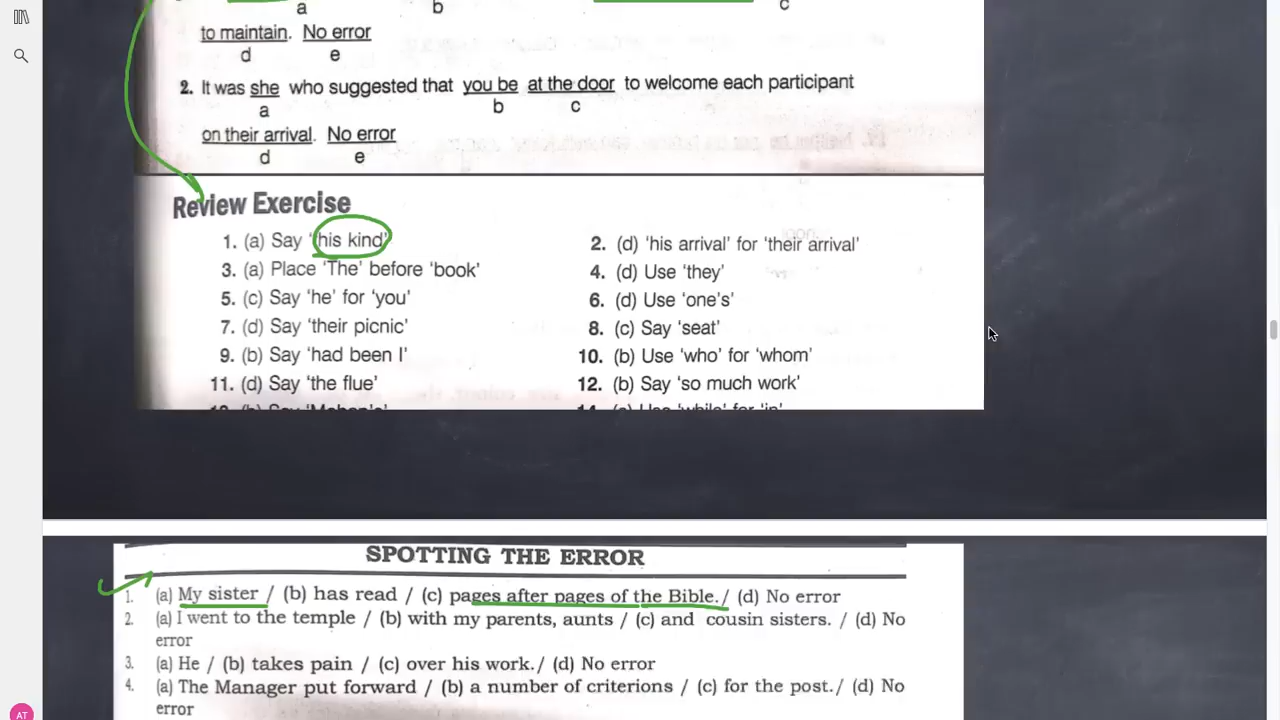 a b c
to maintain. No error
d e
2. It was she who suggested that you be at the door to welcome each participant
a b c
on their arrival. No error
d e
Review Exercise
1. (a) Say 'his kind' 2. (d) 'his arrival' for 'their arrival'
3. (a) Place 'The' before 'book' 4. (d) Use 'they'
5. (c) Say 'he' for 'you' 6. (d) Use 'one's'
7. (d) Say 'their picnic' 8. (c) Say 'seat'
9. (b) Say 'had been I' 10. (b) Use 'who' for 'whom'
11. (d) Say 'the flue' 12. (b) Say 'so much work'
SPOTTING THE ERROR
1. (a) My sister / (b) has read / (c) pages after pages of the Bible. / (d) No error
2. (a) I went to the temple / (b) with my parents, aunts / (c) and cousin sisters. / (d) No
error
3. (a) He / (b) takes pain / (c) over his work. / (d) No error
4. (a) The Manager put forward / (b) a number of criterions / (c) for the post. / (d) No
error
AT